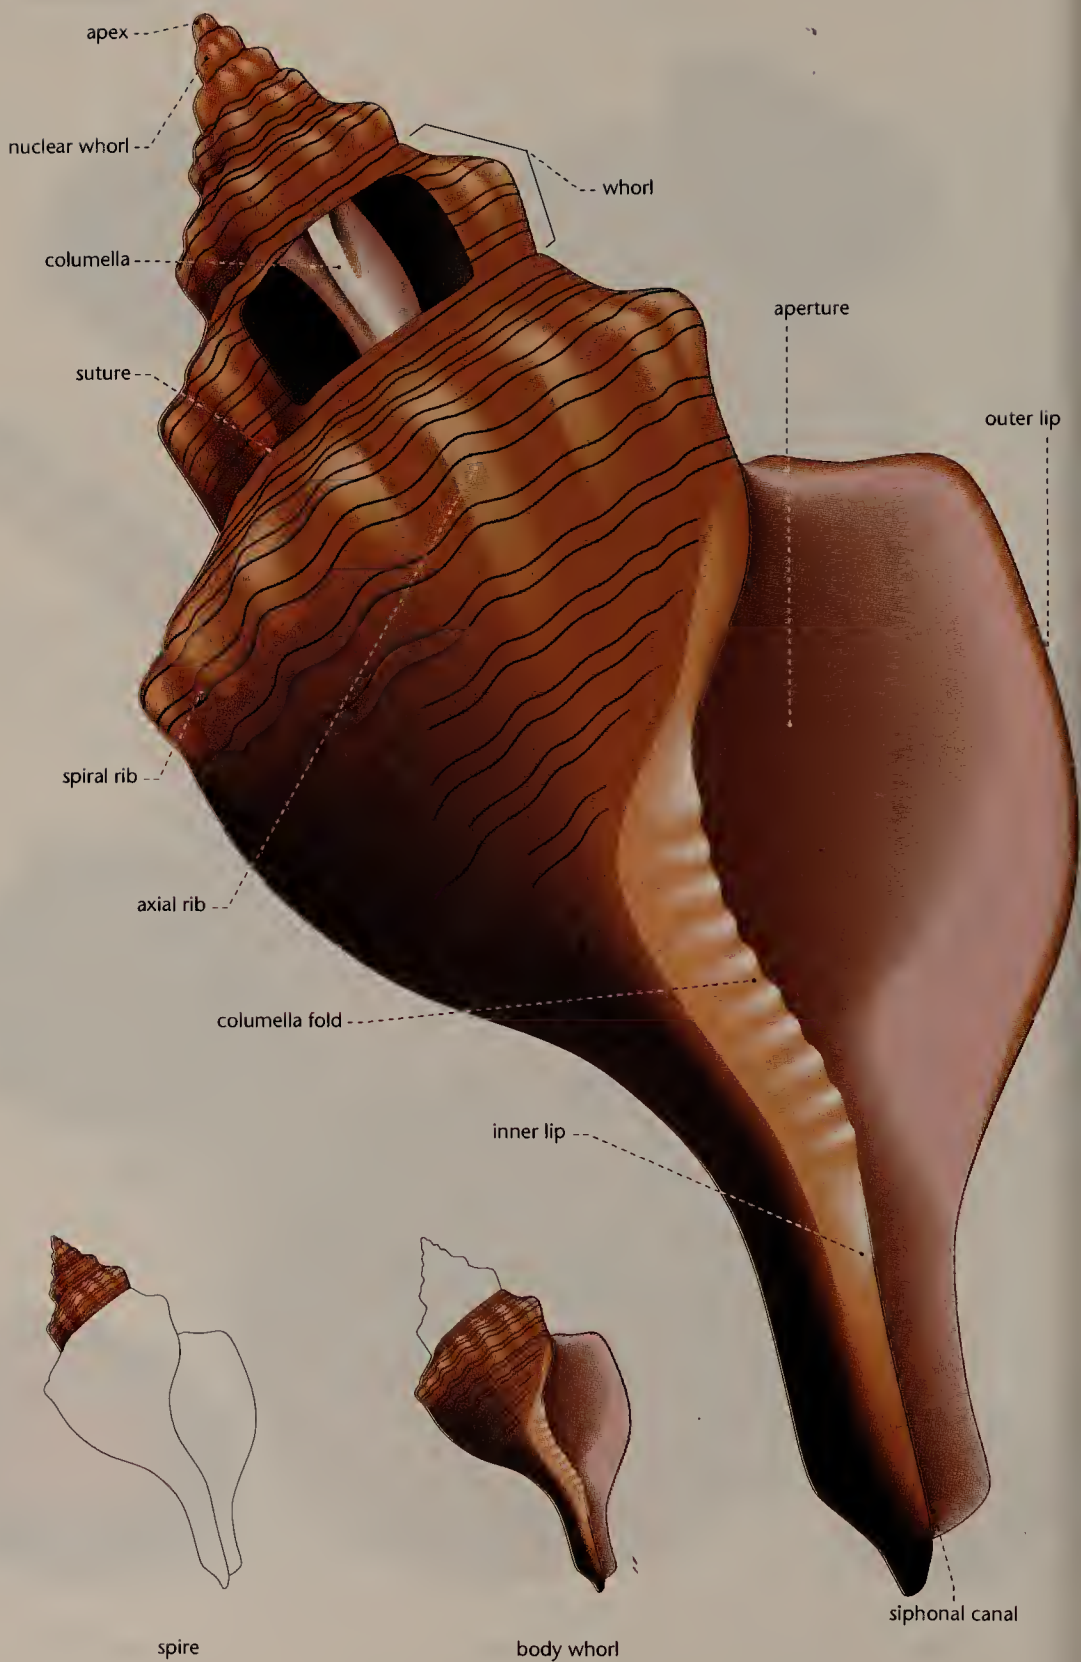 apex
nuclear whorl
whorl
columella
aperture
suture
outer lip
spiral rib
axial rib
columella fold
inner lip
siphonal canal
spire
body whorl